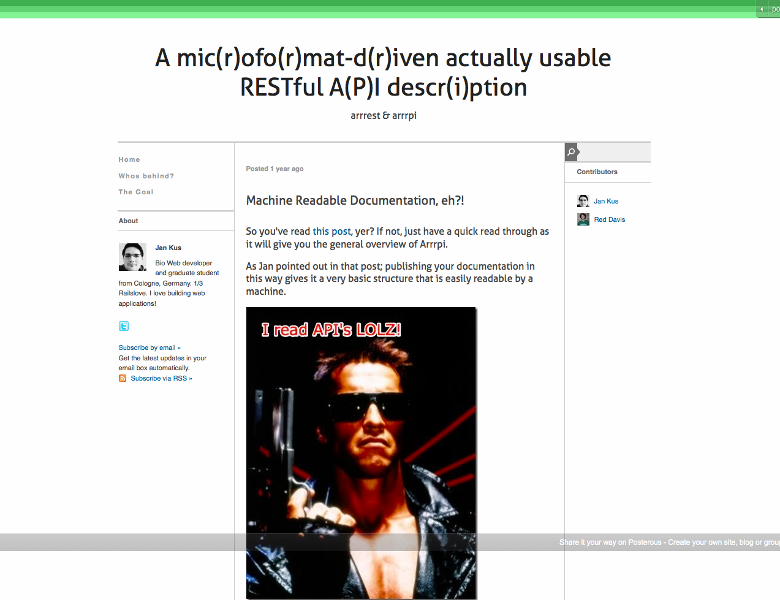 A mic(r)ofo(r)mat-d(r)iven actually usable
RESTful A(P)I descr(i)ption
arrrest & arrrpi
Home
Whos behind?
The Goal
About
Jan Kus
Bio Web developer
and graduate student
from Cologne, Germany. 1/3
Railslove. I love building web
applications!
Subscribe by email »
Get the latest updates in your
email box automatically.
Subscribe via RSS »
Posted 1 year ago
Machine Readable Documentation, eh?!
So you've read this post, yer? If not, just have a quick read through as
it will give you the general overview of Arrrpi.
As Jan pointed out in that post; publishing your documentation in
this way gives it a very basic structure that is easily readable by a
machine.
I read API's LOLZ!
Contributors
Jan Kus
Red Davis
Share it your way on Posterous - Create your own site, blog or group